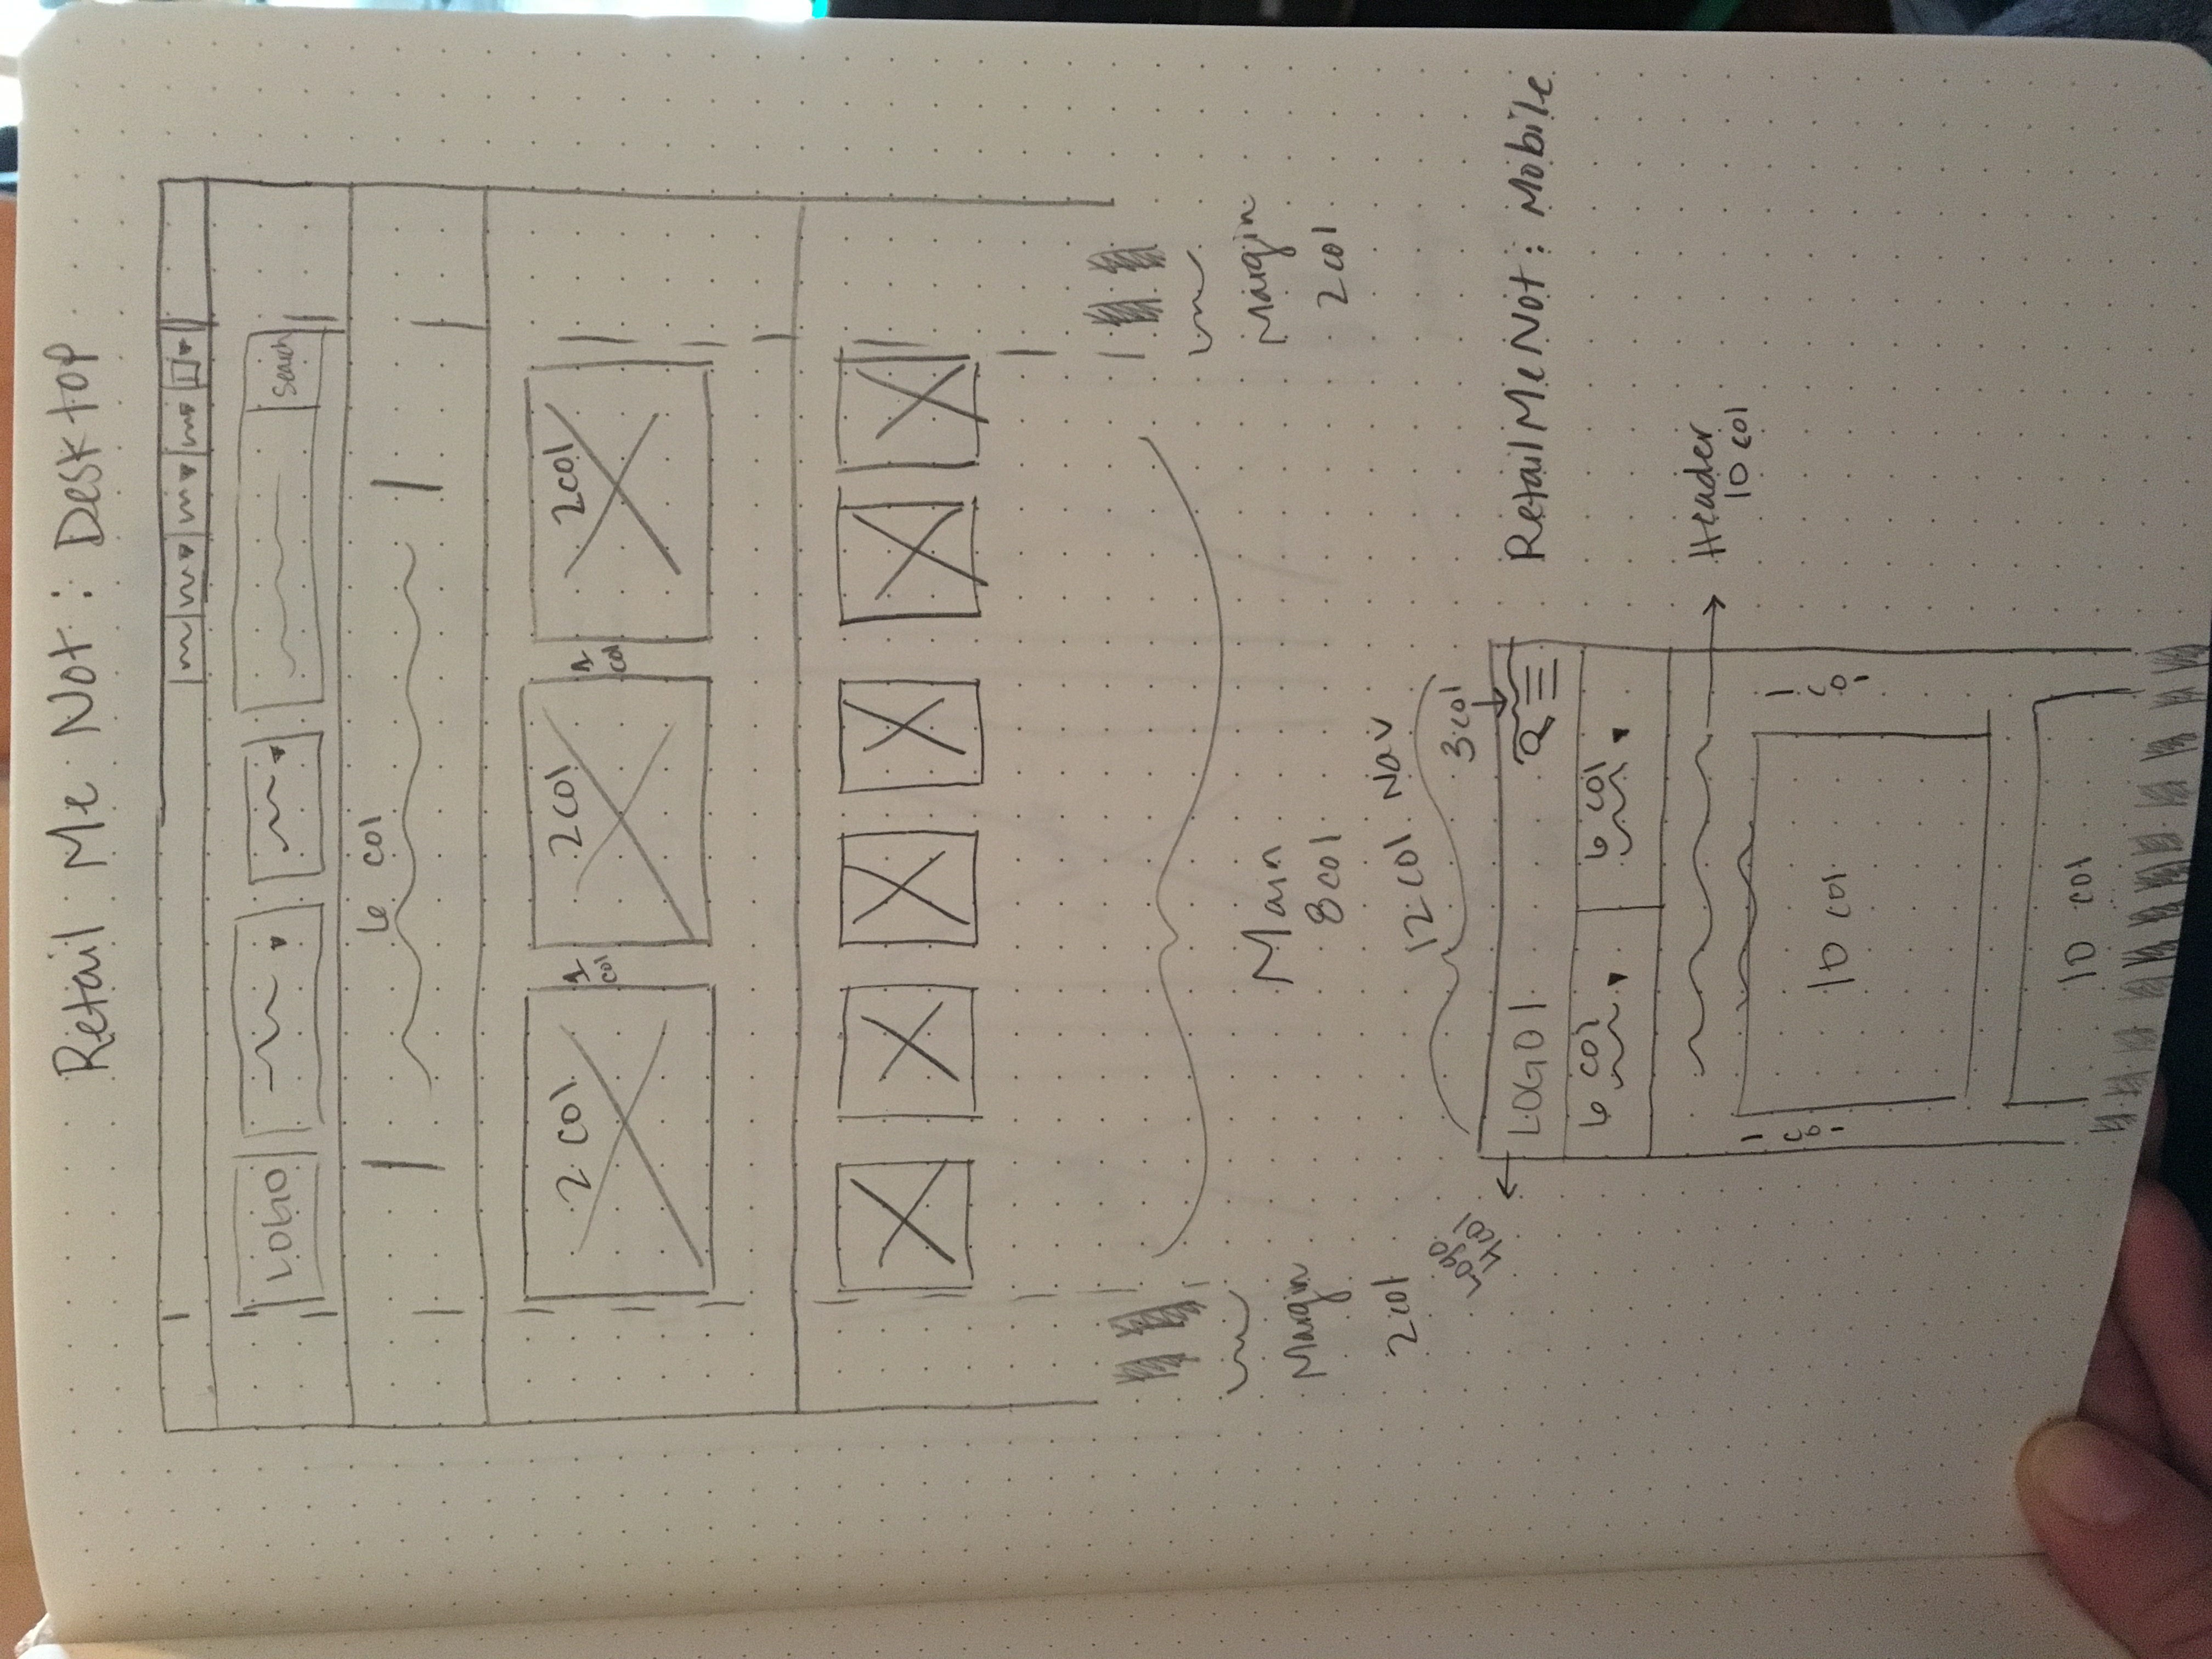 Retail Me Not : Desktop
LOGO
Search
6 col
2 col
1 col
2 col
1 col
2 col
Main
8 col
Margin
2 col
Margin
2 col
12 col Nav
Logo
4 col
3 col
LOGO
RetailMeNot : Mobile
6 col
6 col
Header
10 col
1 col
10 col
1 col
10 col